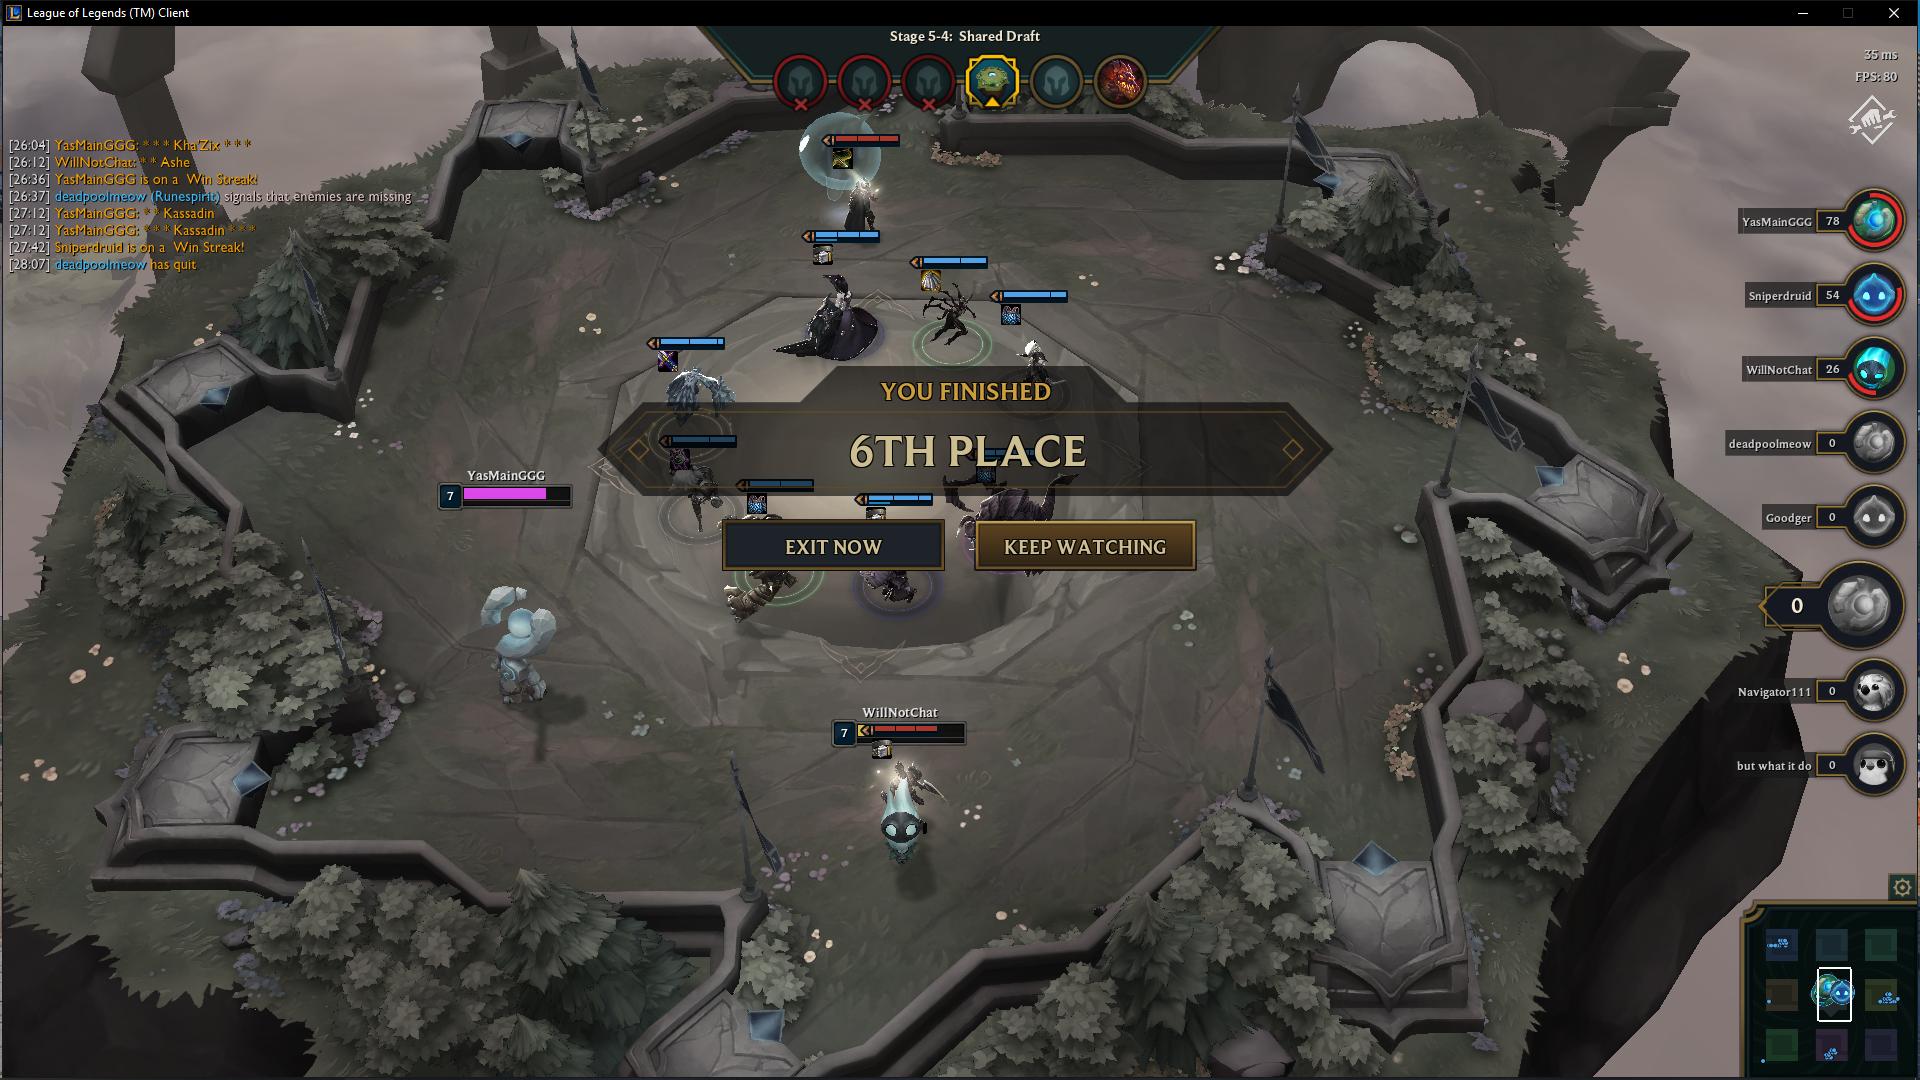 League of Legends (TM) Client
Stage 5-4: Shared Draft
35 ms
FPS: 80
[26:04] YasMainGGG: * * * Kha'Zix * * *
[26:12] WillNotChat: * * Ashe
[26:36] YasMainGGG is on a Win Streak!
[26:37] deadpoolmeow (Runespirit) signals that enemies are missing
[27:12] YasMainGGG: * * Kassadin
[27:12] YasMainGGG: * * * Kassadin * * *
[27:42] Sniperdruid is on a Win Streak!
[28:07] deadpoolmeow has quit
YasMainGGG 78
Sniperdruid 54
WillNotChat 26
deadpoolmeow 0
Goodger 0
0
Navigator111 0
but what it do 0
YOU FINISHED
6TH PLACE
EXIT NOW
KEEP WATCHING
YasMainGGG
7
WillNotChat
7